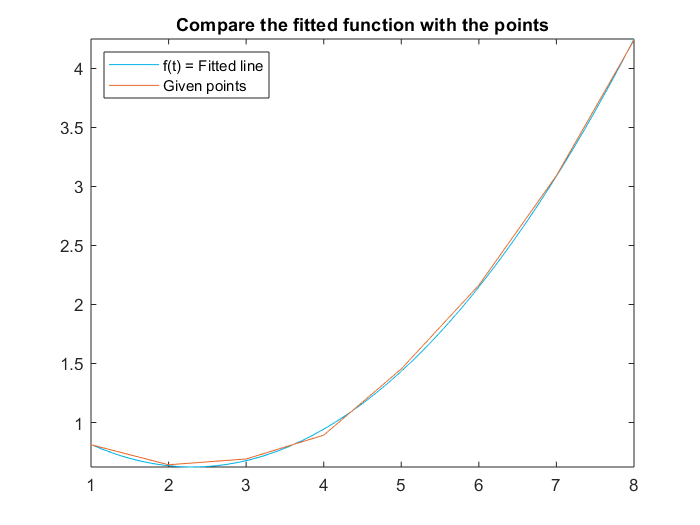 Compare the fitted function with the points
f(t) = Fitted line
Given points
4
3.5
3
2.5
2
1.5
1
1 2 3 4 5 6 7 8